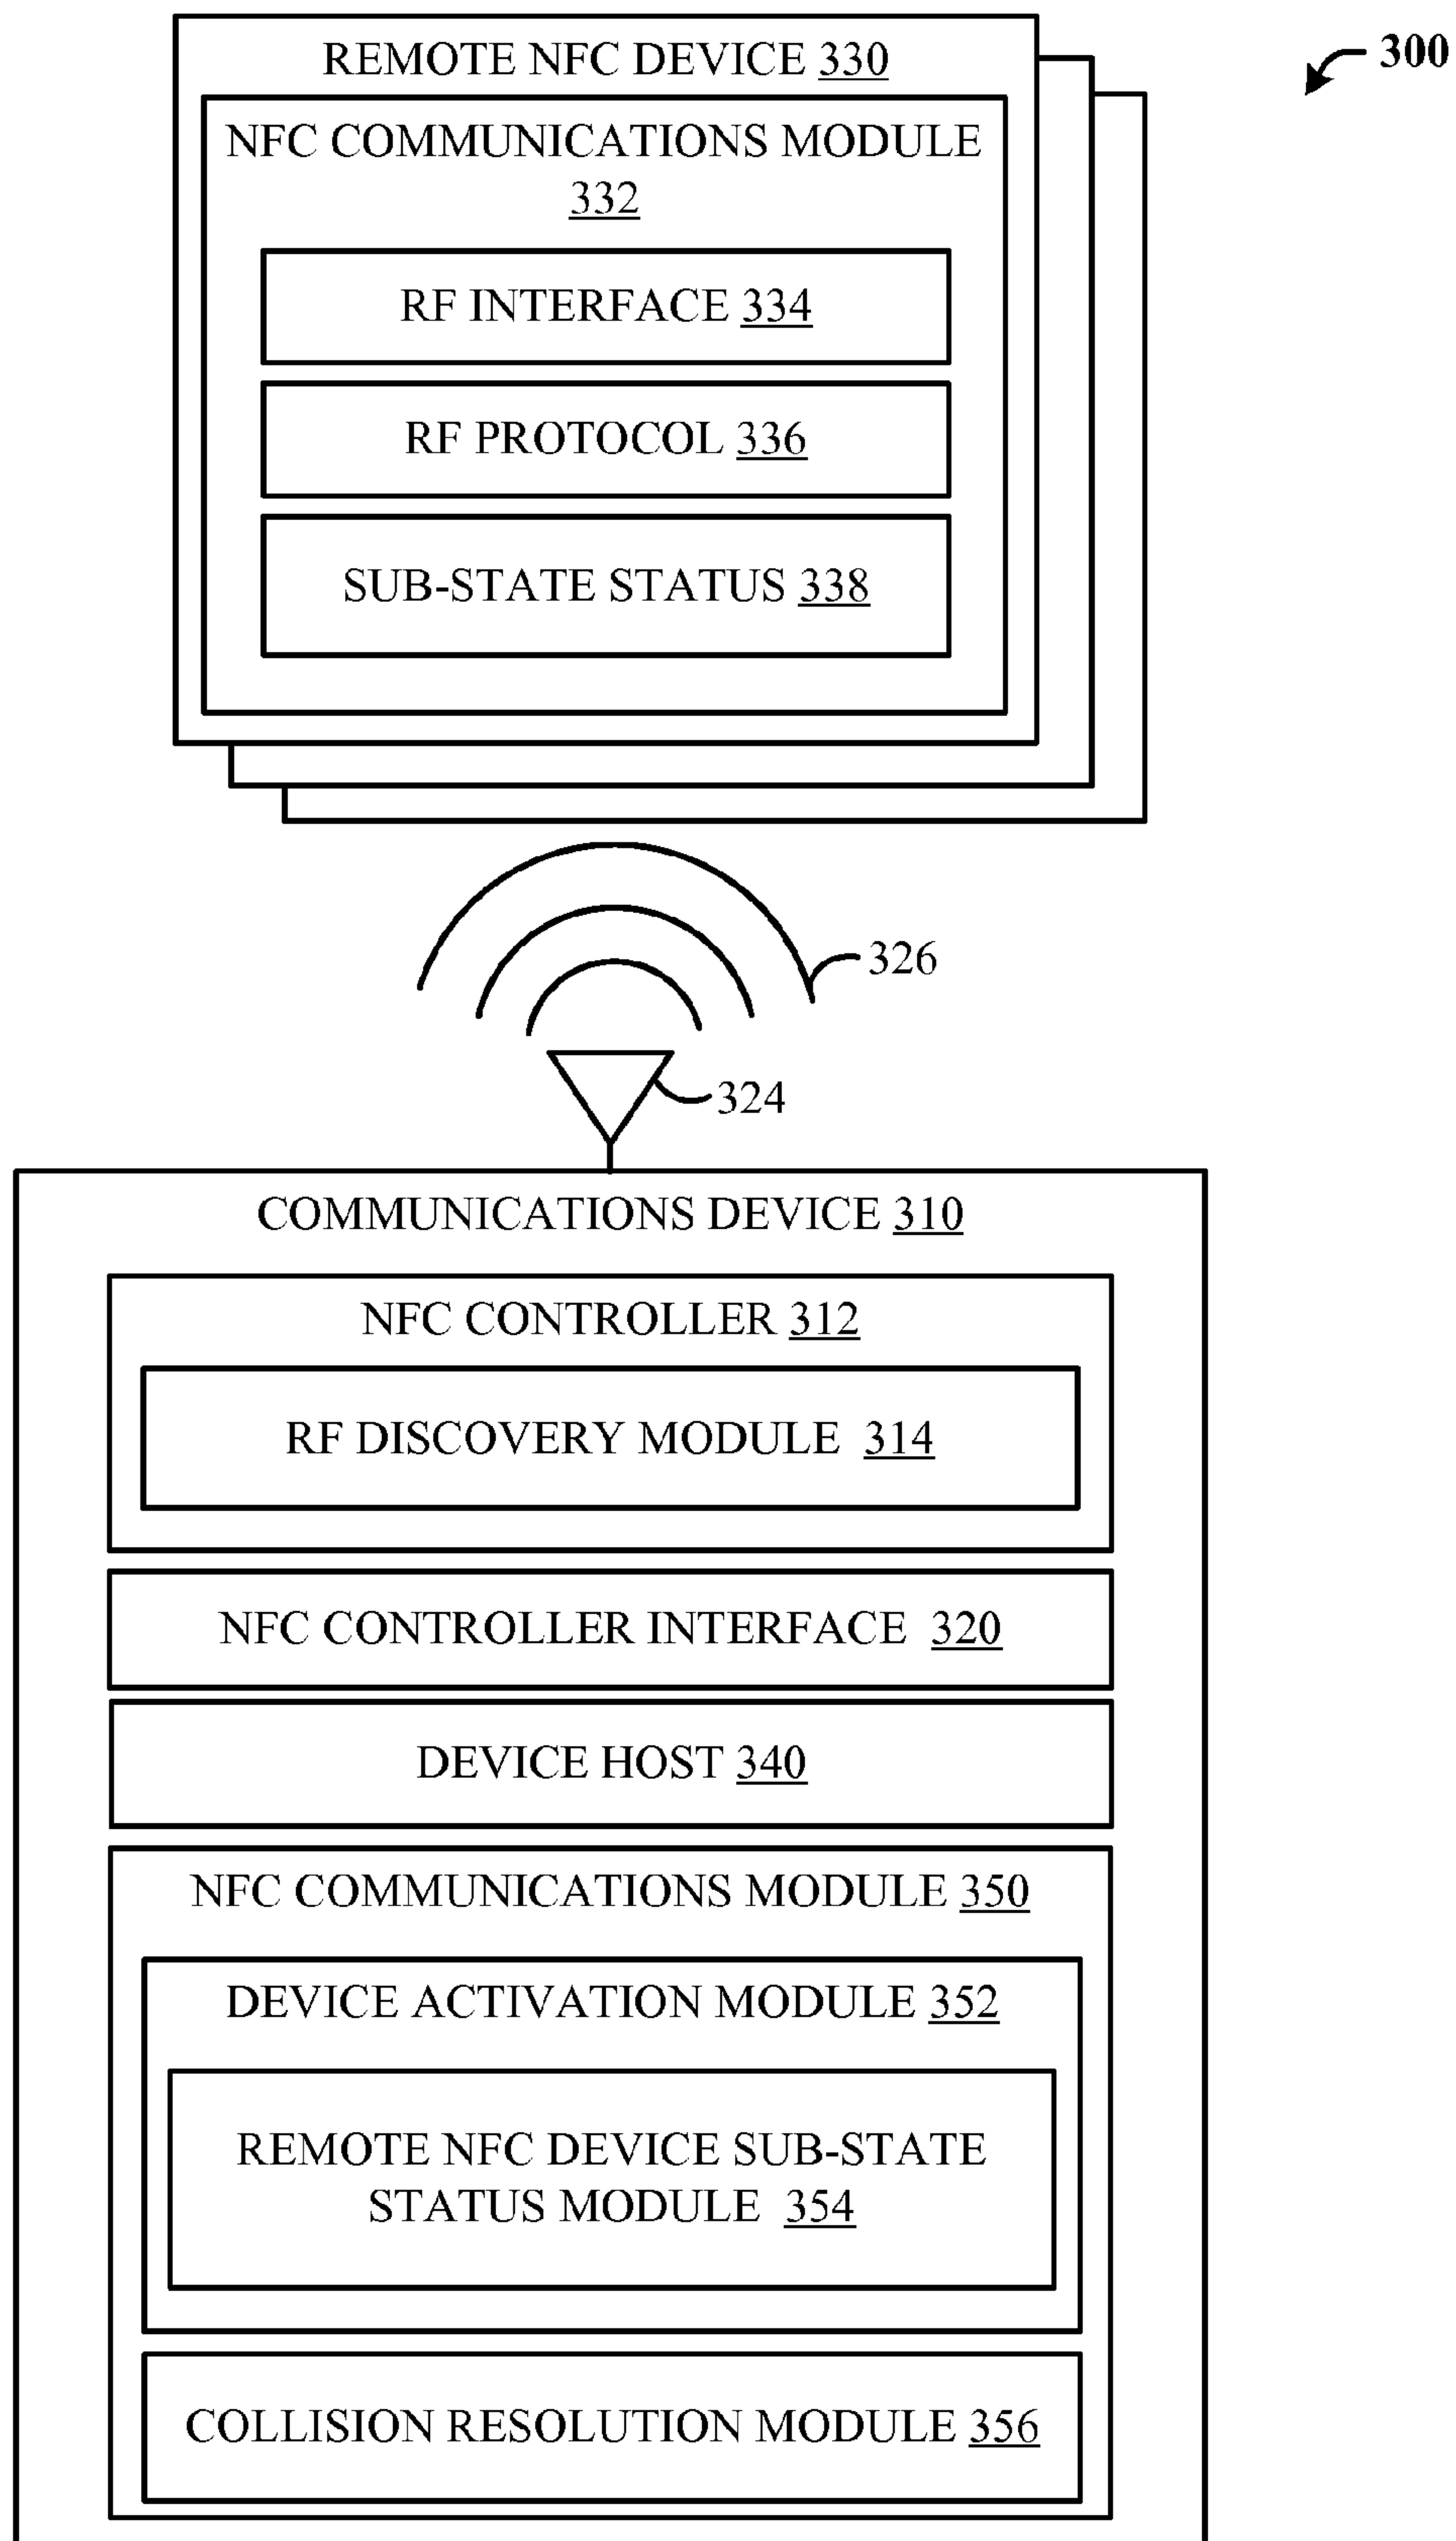 REMOTE NFC DEVICE 330
300
NFC COMMUNICATIONS MODULE
332
RF INTERFACE 334
RF PROTOCOL 336
SUB-STATE STATUS 338
326
324
COMMUNICATIONS DEVICE 310
NFC CONTROLLER 312
RF DISCOVERY MODULE 314
NFC CONTROLLER INTERFACE 320
DEVICE HOST 340
NFC COMMUNICATIONS MODULE 350
DEVICE ACTIVATION MODULE 352
REMOTE NFC DEVICE SUB-STATE
STATUS MODULE 354
COLLISION RESOLUTION MODULE 356